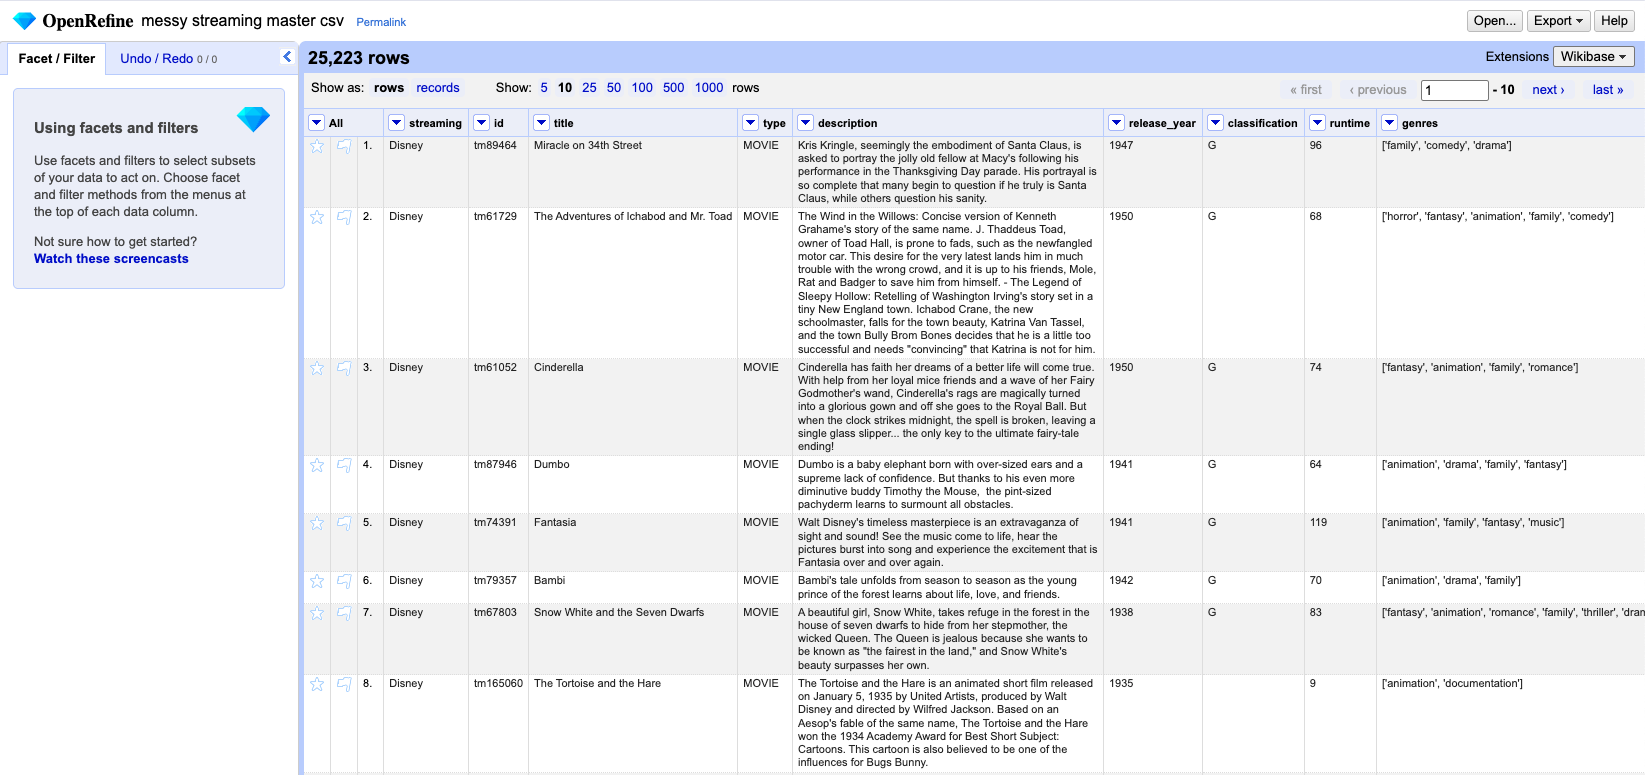 OpenRefine messy streaming master csv Permalink
Open... Export Help
Facet / Filter Undo / Redo 0 / 0
25,223 rows
Extensions Wikibase
Show as: rows records Show: 5 10 25 50 100 500 1000 rows
« first ‹ previous 1 - 10 next › last »
Using facets and filters
Use facets and filters to select subsets
of your data to act on. Choose facet
and filter methods from the menus at
the top of each data column.
Not sure how to get started?
Watch these screencasts
All streaming id title type description release_year classification runtime genres
1. Disney tm89464 Miracle on 34th Street MOVIE Kris Kringle, seemingly the embodiment of Santa Claus, is 1947 G 96 ['family', 'comedy', 'drama']
asked to portray the jolly old fellow at Macy's following his
performance in the Thanksgiving Day parade. His portrayal is
so complete that many begin to question if he truly is Santa
Claus, while others question his sanity.
2. Disney tm61729 The Adventures of Ichabod and Mr. Toad MOVIE The Wind in the Willows: Concise version of Kenneth 1950 G 68 ['horror', 'fantasy', 'animation', 'family', 'comedy']
Grahame's story of the same name. J. Thaddeus Toad,
owner of Toad Hall, is prone to fads, such as the newfangled
motor car. This desire for the very latest lands him in much
trouble with the wrong crowd, and it is up to his friends, Mole,
Rat and Badger to save him from himself. - The Legend of
Sleepy Hollow: Retelling of Washington Irving's story set in a
tiny New England town. Ichabod Crane, the new
schoolmaster, falls for the town beauty, Katrina Van Tassel,
and the town Bully Brom Bones decides that he is a little too
successful and needs "convincing" that Katrina is not for him.
3. Disney tm61052 Cinderella MOVIE Cinderella has faith her dreams of a better life will come true. 1950 G 74 ['fantasy', 'animation', 'family', 'romance']
With help from her loyal mice friends and a wave of her Fairy
Godmother's wand, Cinderella's rags are magically turned
into a glorious gown and off she goes to the Royal Ball. But
when the clock strikes midnight, the spell is broken, leaving a
single glass slipper... the only key to the ultimate fairy-tale
ending!
4. Disney tm87946 Dumbo MOVIE Dumbo is a baby elephant born with over-sized ears and a 1941 G 64 ['animation', 'drama', 'family', 'fantasy']
supreme lack of confidence. But thanks to his even more
diminutive buddy Timothy the Mouse, the pint-sized
pachyderm learns to surmount all obstacles.
5. Disney tm74391 Fantasia MOVIE Walt Disney's timeless masterpiece is an extravaganza of 1941 G 119 ['animation', 'family', 'fantasy', 'music']
sight and sound! See the music come to life, hear the
pictures burst into song and experience the excitement that is
Fantasia over and over again.
6. Disney tm79357 Bambi MOVIE Bambi's tale unfolds from season to season as the young 1942 G 70 ['animation', 'drama', 'family']
prince of the forest learns about life, love, and friends.
7. Disney tm67803 Snow White and the Seven Dwarfs MOVIE A beautiful girl, Snow White, takes refuge in the forest in the 1938 G 83 ['fantasy', 'animation', 'romance', 'family', 'thriller', 'dram
house of seven dwarfs to hide from her stepmother, the
wicked Queen. The Queen is jealous because she wants to
be known as "the fairest in the land," and Snow White's
beauty surpasses her own.
8. Disney tm165060 The Tortoise and the Hare MOVIE The Tortoise and the Hare is an animated short film released 1935 9 ['animation', 'documentation']
on January 5, 1935 by United Artists, produced by Walt
Disney and directed by Wilfred Jackson. Based on an
Aesop's fable of the same name, The Tortoise and the Hare
won the 1934 Academy Award for Best Short Subject:
Cartoons. This cartoon is also believed to be one of the
influences for Bugs Bunny.